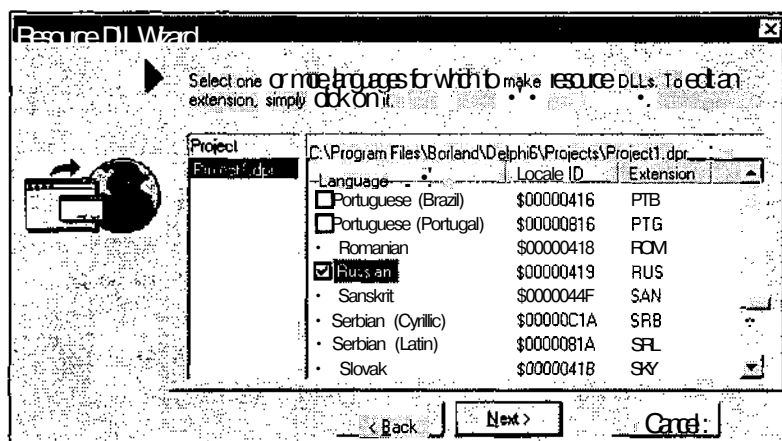 Resource DLL Wizard
Select one or more languages for which to make resource DLLs. To edit an
extension, simply click on it.
Project
Project1.dpr
C:\Program Files\Borland\Delphi6\Projects\Project1.dpr
Language Locale ID Extension
Portuguese (Brazil) $00000416 PTB
Portuguese (Portugal) $00000816 PTG
Romanian $00000418 ROM
Russian $00000419 RUS
Sanskrit $0000044F SAN
Serbian (Cyrillic) $00000C1A SRB
Serbian (Latin) $0000081A SRL
Slovak $0000041B SKY
< Back Next > Cancel